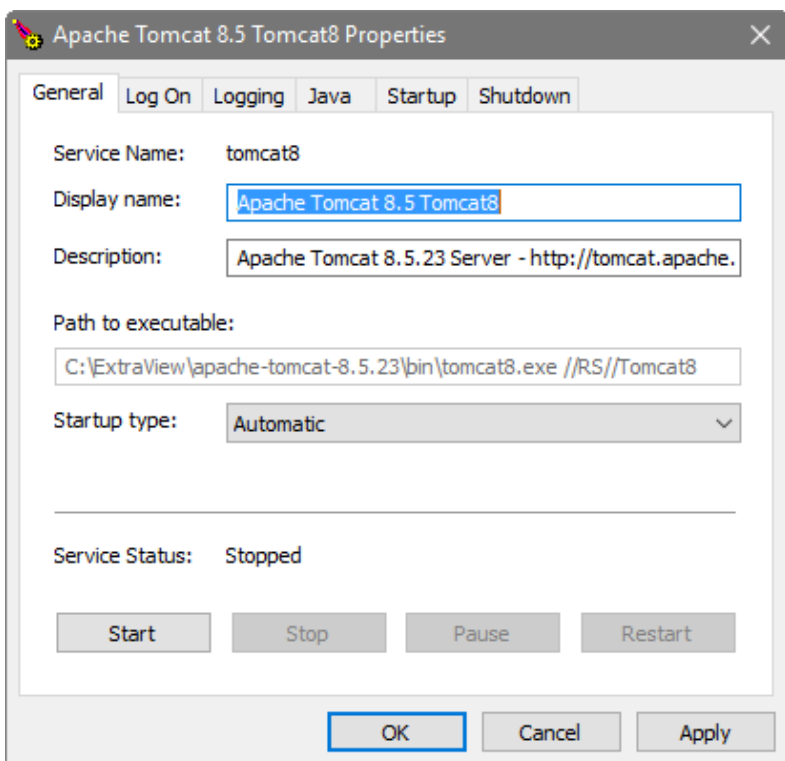 Apache Tomcat 8.5 Tomcat8 Properties
General Log On Logging Java Startup Shutdown
Service Name: tomcat8
Display name: Apache Tomcat 8.5 Tomcat8
Description: Apache Tomcat 8.5.23 Server - http://tomcat.apache.
Path to executable:
C:\ExtraView\apache-tomcat-8.5.23\bin\tomcat8.exe //RS//Tomcat8
Startup type: Automatic
Service Status: Stopped
Start Stop Pause Restart
OK Cancel Apply